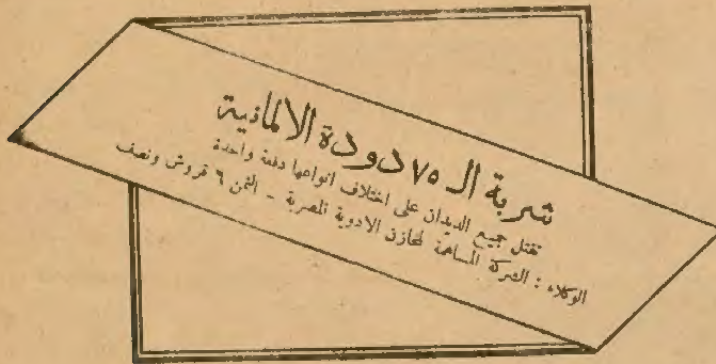 شربة ال ٧٥ دودة الالمانية
تقتل جميع الديدان على اختلاف انواعها دفعة واحدة
الوكلاء : الشركة المساهمة لمخازن الادوية المصرية - الثمن ٦ قروش ونصف